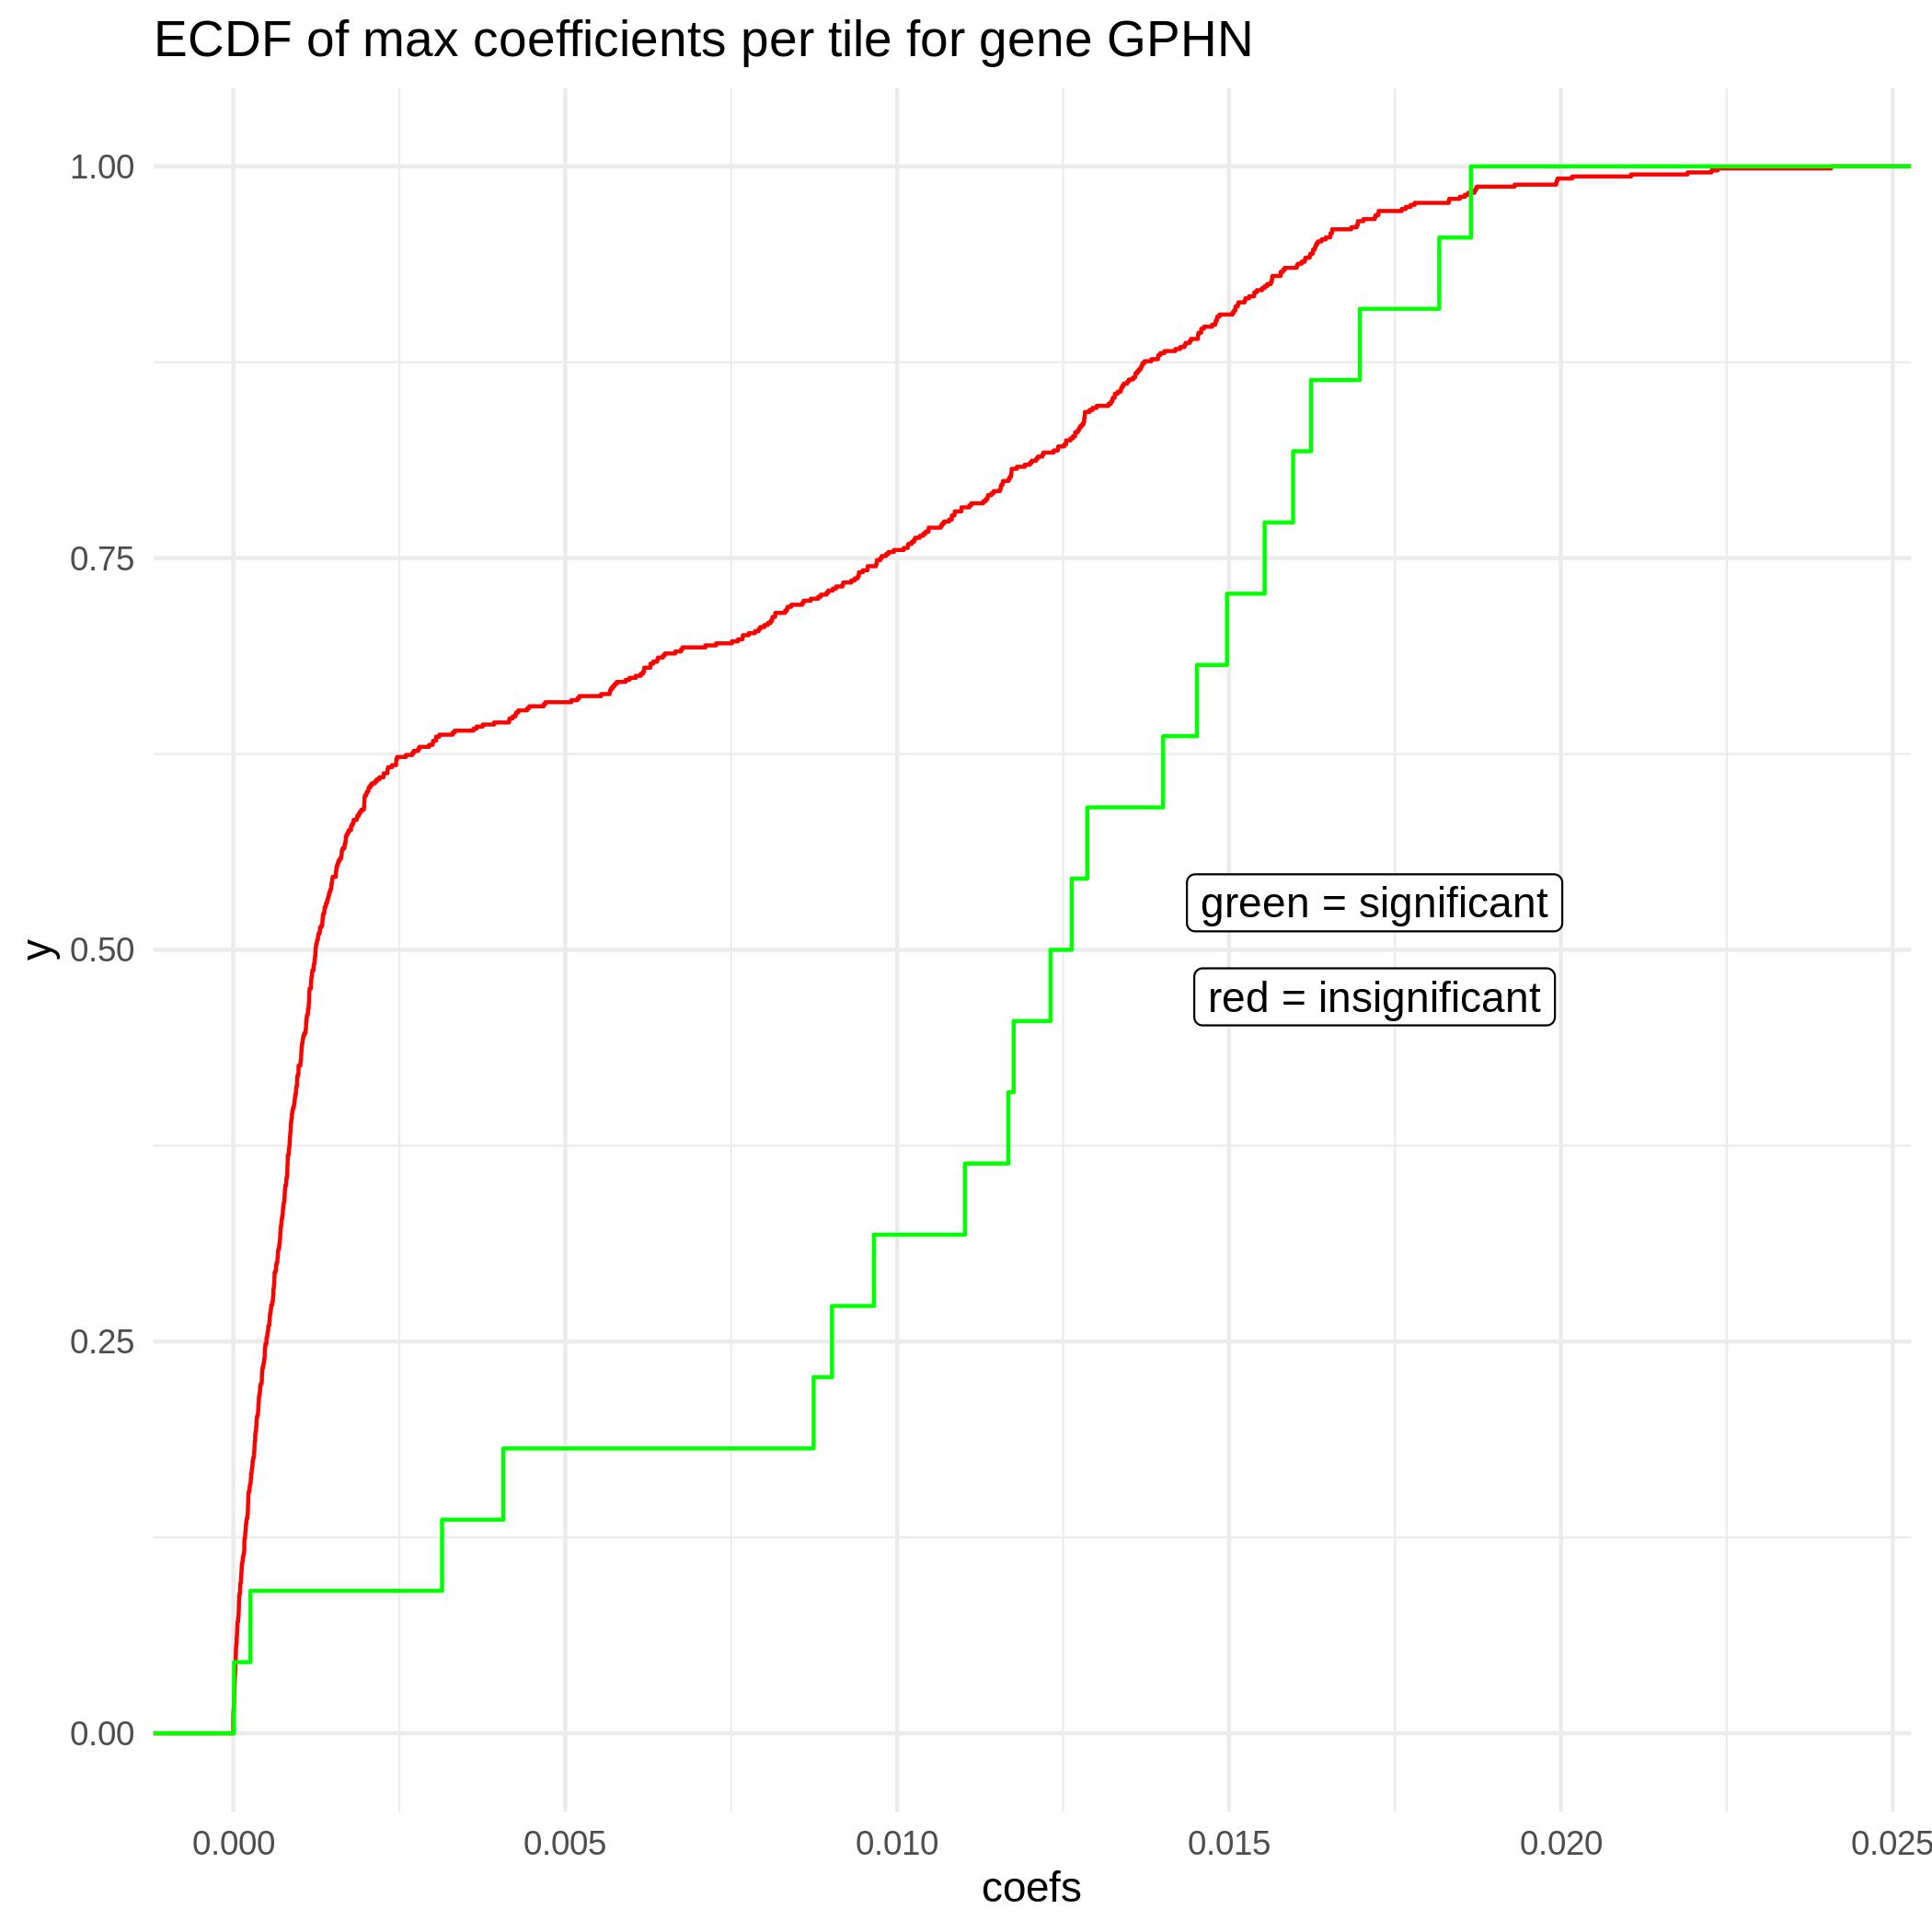 ECDF of max coefficients per tile for gene GPHN
1.00
0.75
0.50
0.25
0.00
y
green = significant
red = insignificant
0.000 0.005 0.010 0.015 0.020 0.025
coefs